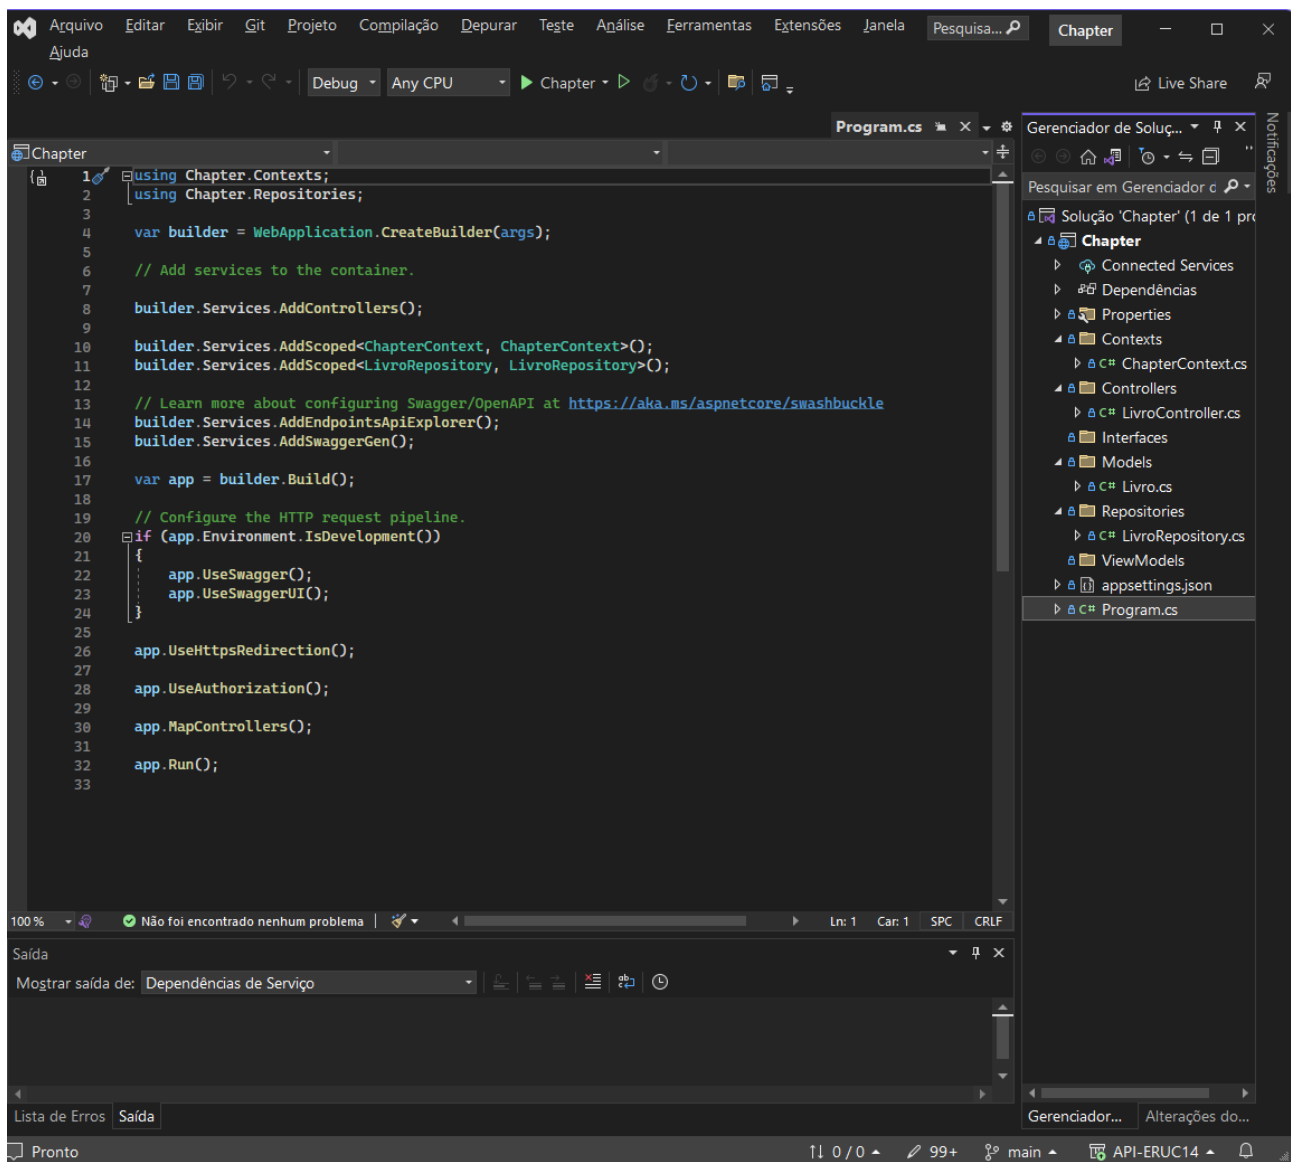 Arquivo Editar Exibir Git Projeto Compilação Depurar Teste Análise Ferramentas Extensões Janela Pesquisa... Chapter
Ajuda
Debug Any CPU Chapter Live Share
Program.cs
Chapter
1 using Chapter.Contexts;
2 using Chapter.Repositories;
3
4 var builder = WebApplication.CreateBuilder(args);
5
6 // Add services to the container.
7
8 builder.Services.AddControllers();
9
10 builder.Services.AddScoped<ChapterContext, ChapterContext>();
11 builder.Services.AddScoped<LivroRepository, LivroRepository>();
12
13 // Learn more about configuring Swagger/OpenAPI at https://aka.ms/aspnetcore/swashbuckle
14 builder.Services.AddEndpointsApiExplorer();
15 builder.Services.AddSwaggerGen();
16
17 var app = builder.Build();
18
19 // Configure the HTTP request pipeline.
20 if (app.Environment.IsDevelopment())
21 {
22 app.UseSwagger();
23 app.UseSwaggerUI();
24 }
25
26 app.UseHttpsRedirection();
27
28 app.UseAuthorization();
29
30 app.MapControllers();
31
32 app.Run();
33
100 % Não foi encontrado nenhum problema Ln: 1 Car: 1 SPC CRLF
Saída
Mostrar saída de: Dependências de Serviço
Lista de Erros Saída
Gerenciador de Soluç...
Pesquisar em Gerenciador d
Solução 'Chapter' (1 de 1 pro
Chapter
Connected Services
Dependências
Properties
Contexts
C# ChapterContext.cs
Controllers
C# LivroController.cs
Interfaces
Models
C# Livro.cs
Repositories
C# LivroRepository.cs
ViewModels
appsettings.json
C# Program.cs
Gerenciador... Alterações do...
Notificações
Pronto 0 / 0 99+ main API-ERUC14